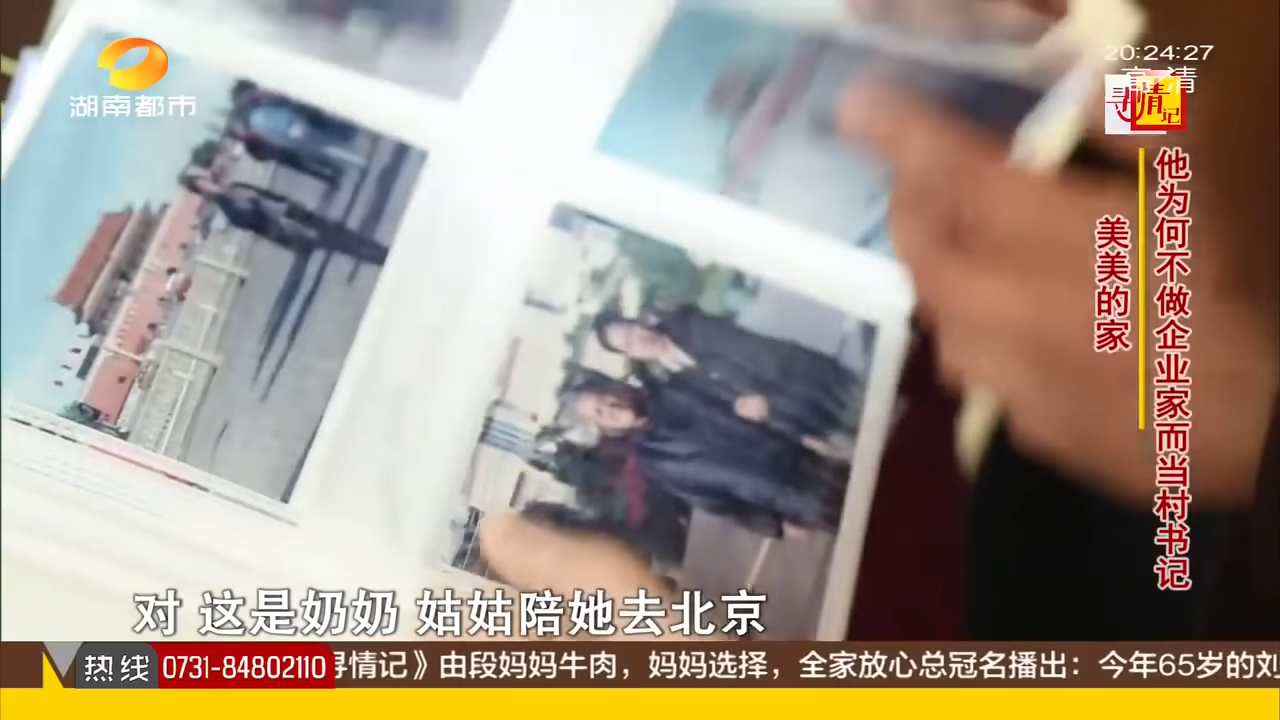 湖南都市
20:24:27
高清
寻情记
他为何不做企业家而当村书记
美美的家
对 这是奶奶 姑姑陪她去北京
热线
0731-84802110
寻情记》由段妈妈牛肉，妈妈选择，全家放心总冠名播出：今年65岁的刘